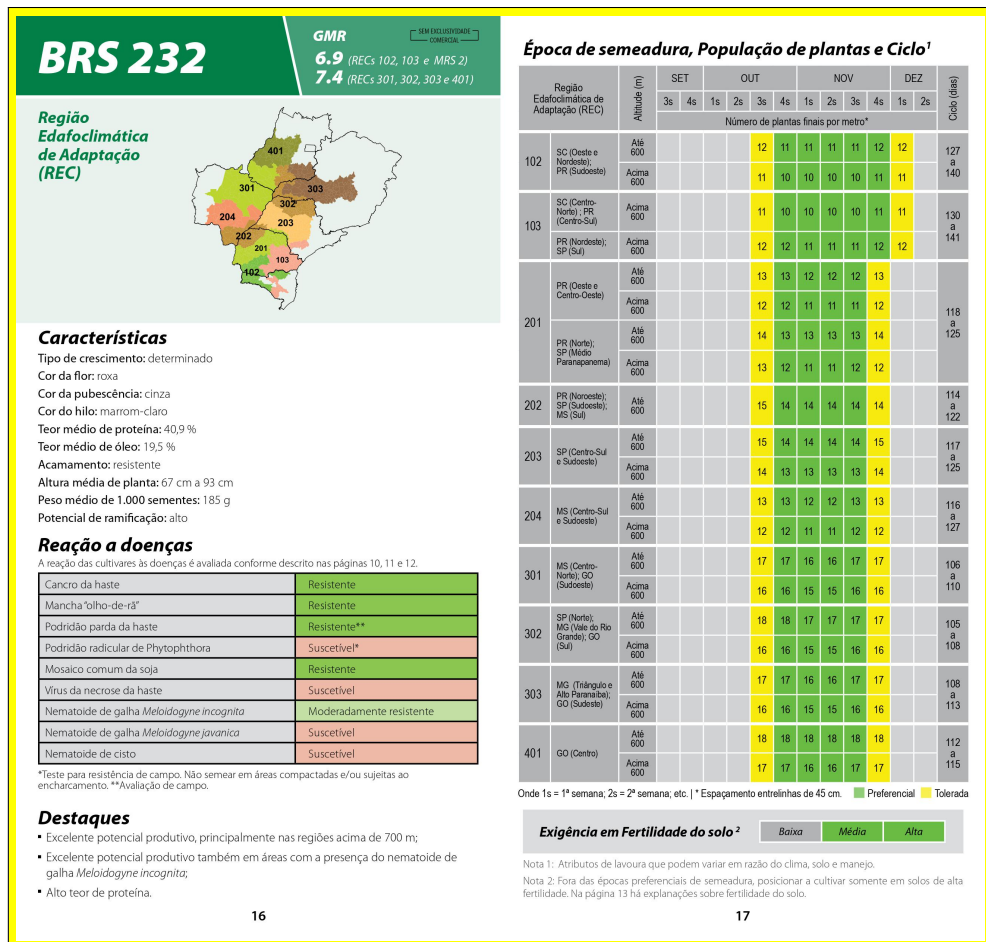 BRS 232
GMR
SEM EXCLUSIVIDADE
COMERCIAL
6.9 (RECs 102, 103 e MRS 2)
7.4 (RECs 301, 302, 303 e 401)
Região
Edafoclimática
de Adaptação
(REC)
401
301
303
302
204
203
202
201
103
102
Características
Tipo de crescimento: determinado
Cor da flor: roxa
Cor da pubescência: cinza
Cor do hilo: marrom-claro
Teor médio de proteína: 40,9 %
Teor médio de óleo: 19,5 %
Acamamento: resistente
Altura média de planta: 67 cm a 93 cm
Peso médio de 1.000 sementes: 185 g
Potencial de ramificação: alto
Reação a doenças
A reação das cultivares às doenças é avaliada conforme descrito nas páginas 10, 11 e 12.
Cancro da haste Resistente
Mancha "olho-de-rã" Resistente
Podridão parda da haste Resistente**
Podridão radicular de Phytophthora Suscetível*
Mosaico comum da soja Resistente
Vírus da necrose da haste Suscetível
Nematoide de galha Meloidogyne incognita Moderadamente resistente
Nematoide de galha Meloidogyne javanica Suscetível
Nematoide de cisto Suscetível
*Teste para resistência de campo. Não semear em áreas compactadas e/ou sujeitas ao
encharcamento. **Avaliação de campo.
Destaques
▪ Excelente potencial produtivo, principalmente nas regiões acima de 700 m;
▪ Excelente potencial produtivo também em áreas com a presença do nematoide de
galha Meloidogyne incognita;
▪ Alto teor de proteína.
16
Época de semeadura, População de plantas e Ciclo¹
Região
Edafoclimática de
Adaptação (REC)
Altitude (m)
SET OUT NOV DEZ
Ciclo (dias)
3s 4s 1s 2s 3s 4s 1s 2s 3s 4s 1s 2s
Número de plantas finais por metro*
102
SC (Oeste e
Nordeste);
PR (Sudoeste)
Até
600
12 11 11 11 11 12 12
Acima
600
11 10 10 10 10 11 11
127
a
140
103
SC (Centro-
Norte) ; PR
(Centro-Sul)
Acima
600
11 10 10 10 10 10 11
PR (Nordeste);
SP (Sul)
Acima
600
12 12 11 11 11 12 12
130
a
141
201
PR (Oeste e
Centro-Oeste)
Até
600
13 13 12 12 12 13
Acima
600
12 12 11 11 11 12
PR (Norte);
SP (Médio
Paranapanema)
Até
600
14 13 13 13 13 14
Acima
600
13 12 11 11 12 12
118
a
125
202
PR (Noroeste);
SP (Sudoeste);
MS (Sul)
Até
600
15 14 14 14 14 14
114
a
122
203
SP (Centro-Sul
e Sudoeste)
Até
600
15 14 14 14 14 15
Acima
600
14 13 13 13 14 14
117
a
125
204
MS (Centro-Sul
e Sudoeste)
Até
600
13 13 12 12 13 13
Acima
600
12 12 11 11 12 12
116
a
127
301
MS (Centro-
Norte); GO
(Sudoeste)
Até
600
17 17 16 16 17 17
Acima
600
16 16 15 15 16 16
106
a
110
302
SP (Norte);
MG (Vale do Rio
Grande); GO
(Sul)
Até
600
18 18 17 17 17 17
Acima
600
16 16 15 15 16 16
105
a
108
303
MG (Triângulo e
Alto Paranaíba);
GO (Sudeste)
Até
600
17 17 16 16 17 17
Acima
600
16 16 15 15 16 16
108
a
113
401
GO (Centro)
Até
600
18 18 18 18 18 18
Acima
600
17 17 16 16 17 17
112
a
115
Onde 1s = 1ª semana; 2s = 2ª semana; etc. | * Espaçamento entrelinhas de 45 cm. Preferencial Tolerada
Exigência em Fertilidade do solo ² Baixa Média Alta
Nota 1: Atributos de lavoura que podem variar em razão do clima, solo e manejo.
Nota 2: Fora das épocas preferenciais de semeadura, posicionar a cultivar somente em solos de alta
fertilidade. Na página 13 há explanações sobre fertilidade do solo.
17